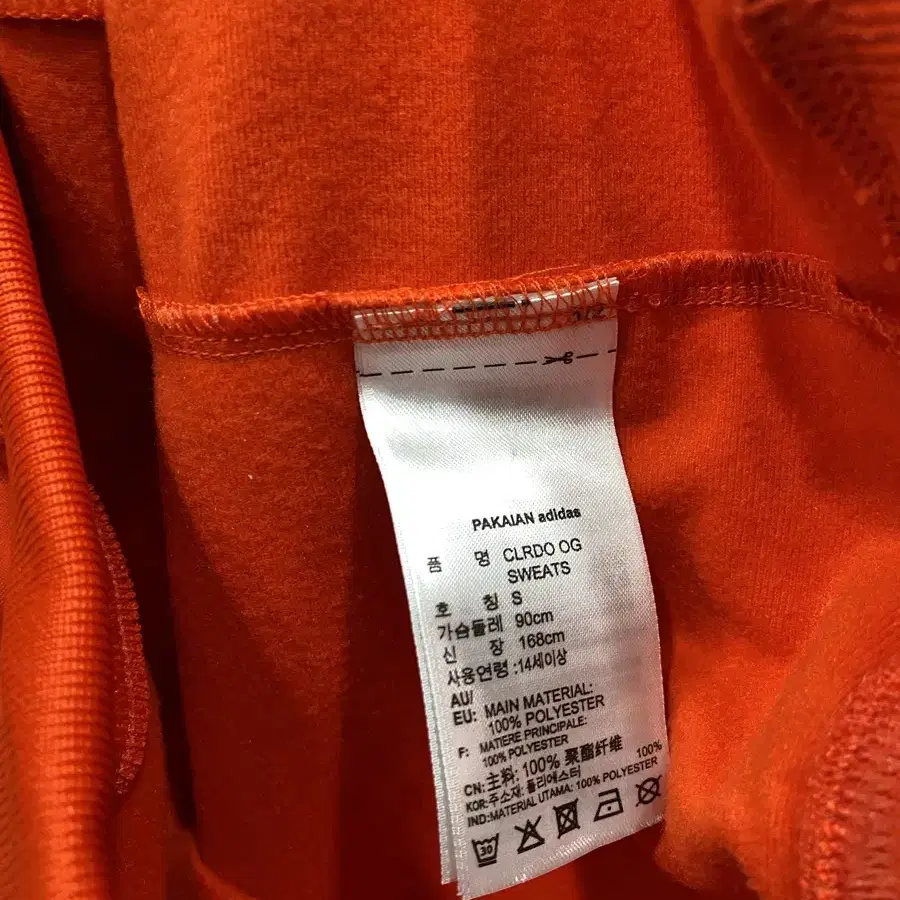 PAKAIAN adidas
품 명 CLRDO OG
SWEATS
호 칭 S
가슴둘레 90cm
신 장 168cm
사용연령 :14세이상
AU/
EU: MAIN MATERIAL:
100% POLYESTER
F: MATIERE PRINCIPALE:
100% POLYESTER
CN:主料: 100% 聚酯纤维
KOR:주소재: 폴리에스터 100%
IND:MATERIAL UTAMA: 100% POLYESTER
30